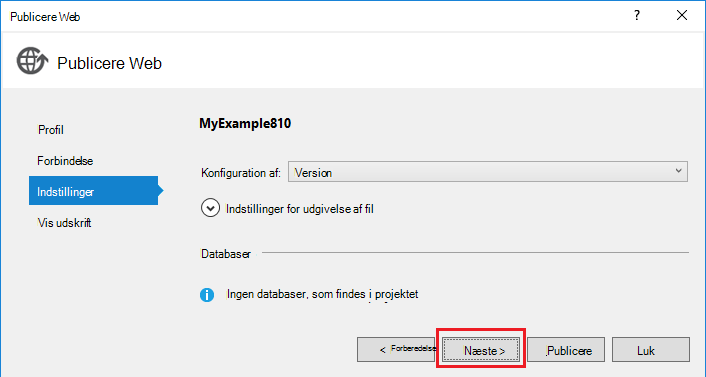 Publicere Web
?
Publicere Web
Profil
Forbindelse
Indstillinger
Vis udskrift
MyExample810
Konfiguration af: Version
Indstillinger for udgivelse af fil
Databaser
Ingen databaser, som findes i projektet
< Forberedelse Næste > Publicere Luk